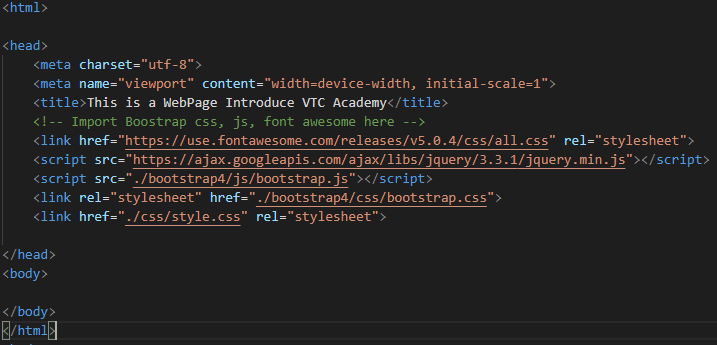 <html>
<head>
<meta charset="utf-8">
<meta name="viewport" content="width=device-width, initial-scale=1">
<title>This is a WebPage Introduce VTC Academy</title>
<!-- Import Boostrap css, js, font awesome here -->
<link href="https://use.fontawesome.com/releases/v5.0.4/css/all.css" rel="stylesheet">
<script src="https://ajax.googleapis.com/ajax/libs/jquery/3.3.1/jquery.min.js"></script>
<script src="./bootstrap4/js/bootstrap.js"></script>
<link rel="stylesheet" href="./bootstrap4/css/bootstrap.css">
<link href="./css/style.css" rel="stylesheet">
</head>
<body>
</body>
</html>